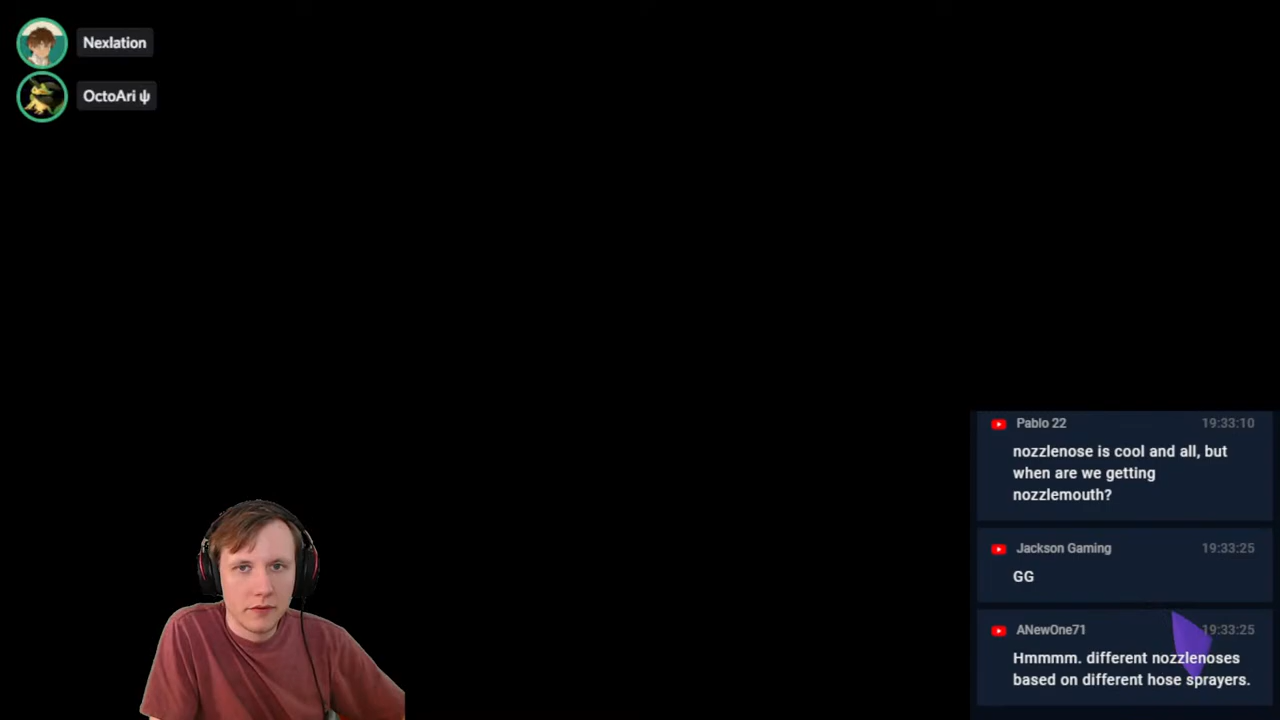 Nexlation
OctoAri ψ
Pablo 22 19:33:10
nozzlenose is cool and all, but
when are we getting
nozzlemouth?
Jackson Gaming 19:33:25
GG
ANewOne71 19:33:25
Hmmmm. different nozzlenoses
based on different hose sprayers.